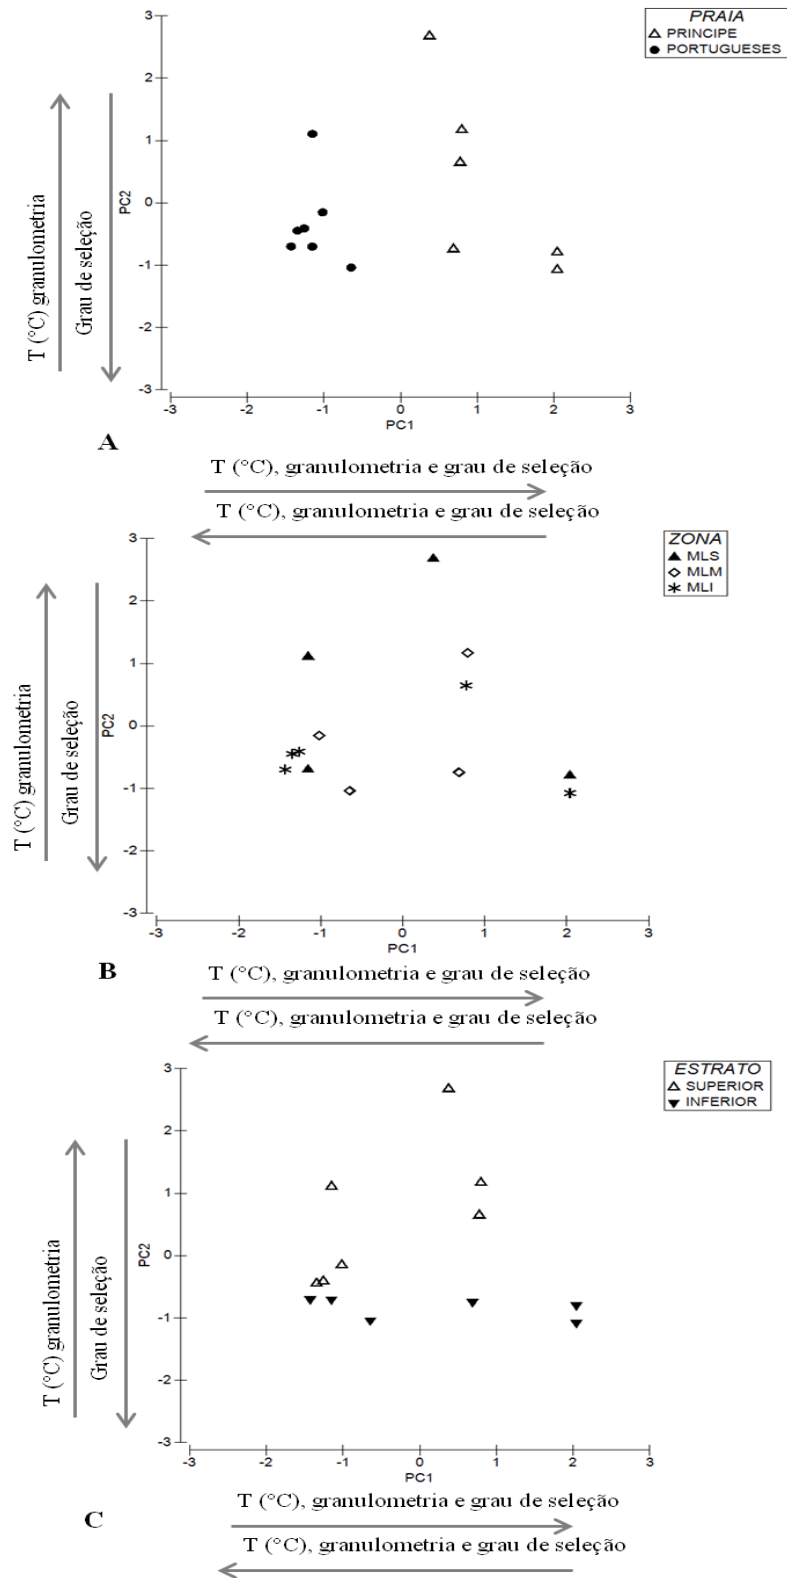 PRAIA
PRINCIPE
PORTUGUESES
3
2
1
0
-1
-2
-3
PC2
T (°C) granulometria
Grau de seleção
-3
-2
-1
0
1
2
3
PC1
A
T (°C), granulometria e grau de seleção
T (°C), granulometria e grau de seleção
ZONA
MLS
MLM
MLI
3
2
1
0
-1
-2
-3
PC2
T (°C) granulometria
Grau de seleção
-3
-2
-1
0
1
2
3
PC1
B
T (°C), granulometria e grau de seleção
T (°C), granulometria e grau de seleção
ESTRATO
SUPERIOR
INFERIOR
3
2
1
0
-1
-2
-3
PC2
T (°C) granulometria
Grau de seleção
-3
-2
-1
0
1
2
3
PC1
C
T (°C), granulometria e grau de seleção
T (°C), granulometria e grau de seleção